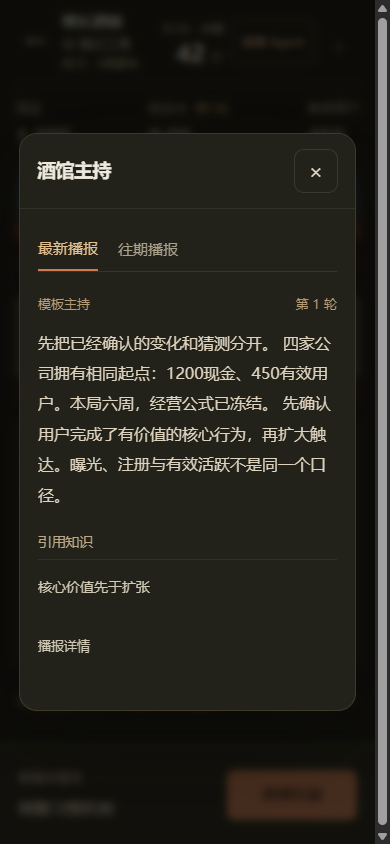 酒馆主持
×
最新播报 往期播报
模板主持 第 1 轮
先把已经确认的变化和猜测分开。 四家公
司拥有相同起点：1200现金、450有效用
户。本局六周，经营公式已冻结。 先确认
用户完成了有价值的核心行为，再扩大触
达。曝光、注册与有效活跃不是同一个口
径。
引用知识
核心价值先于扩张
播报详情